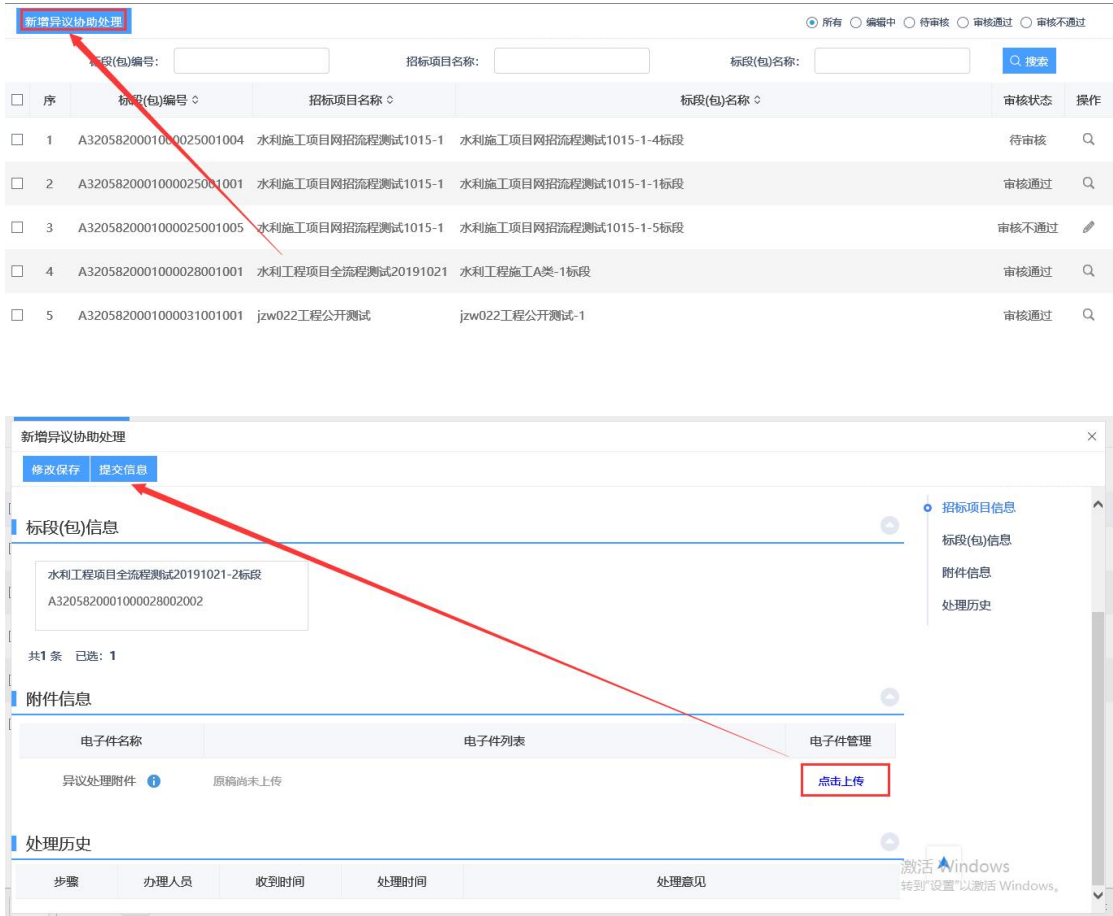 新增异议协助处理
所有 编辑中 待审核 审核通过 审核不通过
标段(包)编号： 招标项目名称： 标段(包)名称： 搜索
序 标段(包)编号 招标项目名称 标段(包)名称 审核状态 操作
1 A3205820001000025001004 水利施工项目网招流程测试1015-1 水利施工项目网招流程测试1015-1-4标段 待审核
2 A3205820001000025001001 水利施工项目网招流程测试1015-1 水利施工项目网招流程测试1015-1-1标段 审核通过
3 A3205820001000025001005 水利施工项目网招流程测试1015-1 水利施工项目网招流程测试1015-1-5标段 审核不通过
4 A3205820001000028001001 水利工程项目全流程测试20191021 水利工程施工A类-1标段 审核通过
5 A3205820001000031001001 jzw022工程公开测试 jzw022工程公开测试-1 审核通过
新增异议协助处理
修改保存 提交信息
招标项目信息
标段(包)信息
附件信息
处理历史
标段(包)信息
水利工程项目全流程测试20191021-2标段
A3205820001000028002002
共1 条 已选：1
附件信息
电子件名称 电子件列表 电子件管理
异议处理附件 原稿尚未上传 点击上传
处理历史
步骤 办理人员 收到时间 处理时间 处理意见
激活 Windows
转到"设置"以激活 Windows。